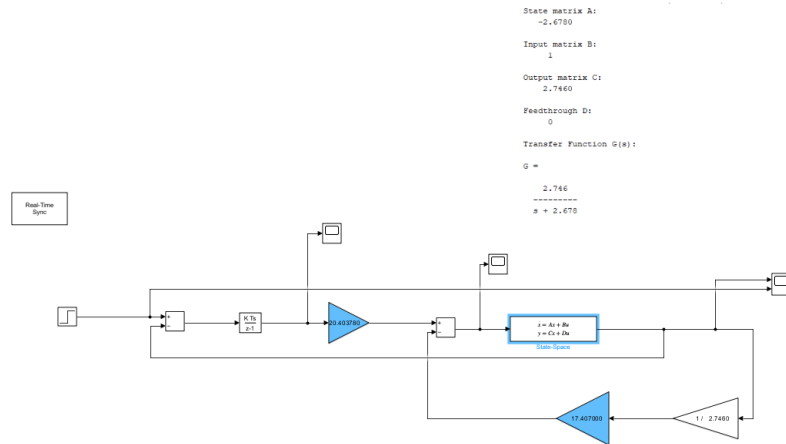 State matrix A:
-2.6780
Input matrix B:
1
Output matrix C:
2.7460
Feedthrough D:
0
Transfer Function G(s):
G =
2.746
---------
s + 2.678
Real-Time
Sync
+
−
K Ts
z-1
20.403780
+
−
ẋ = Ax + Bu
y = Cx + Du
State-Space
17.407000
1 / 2.7460